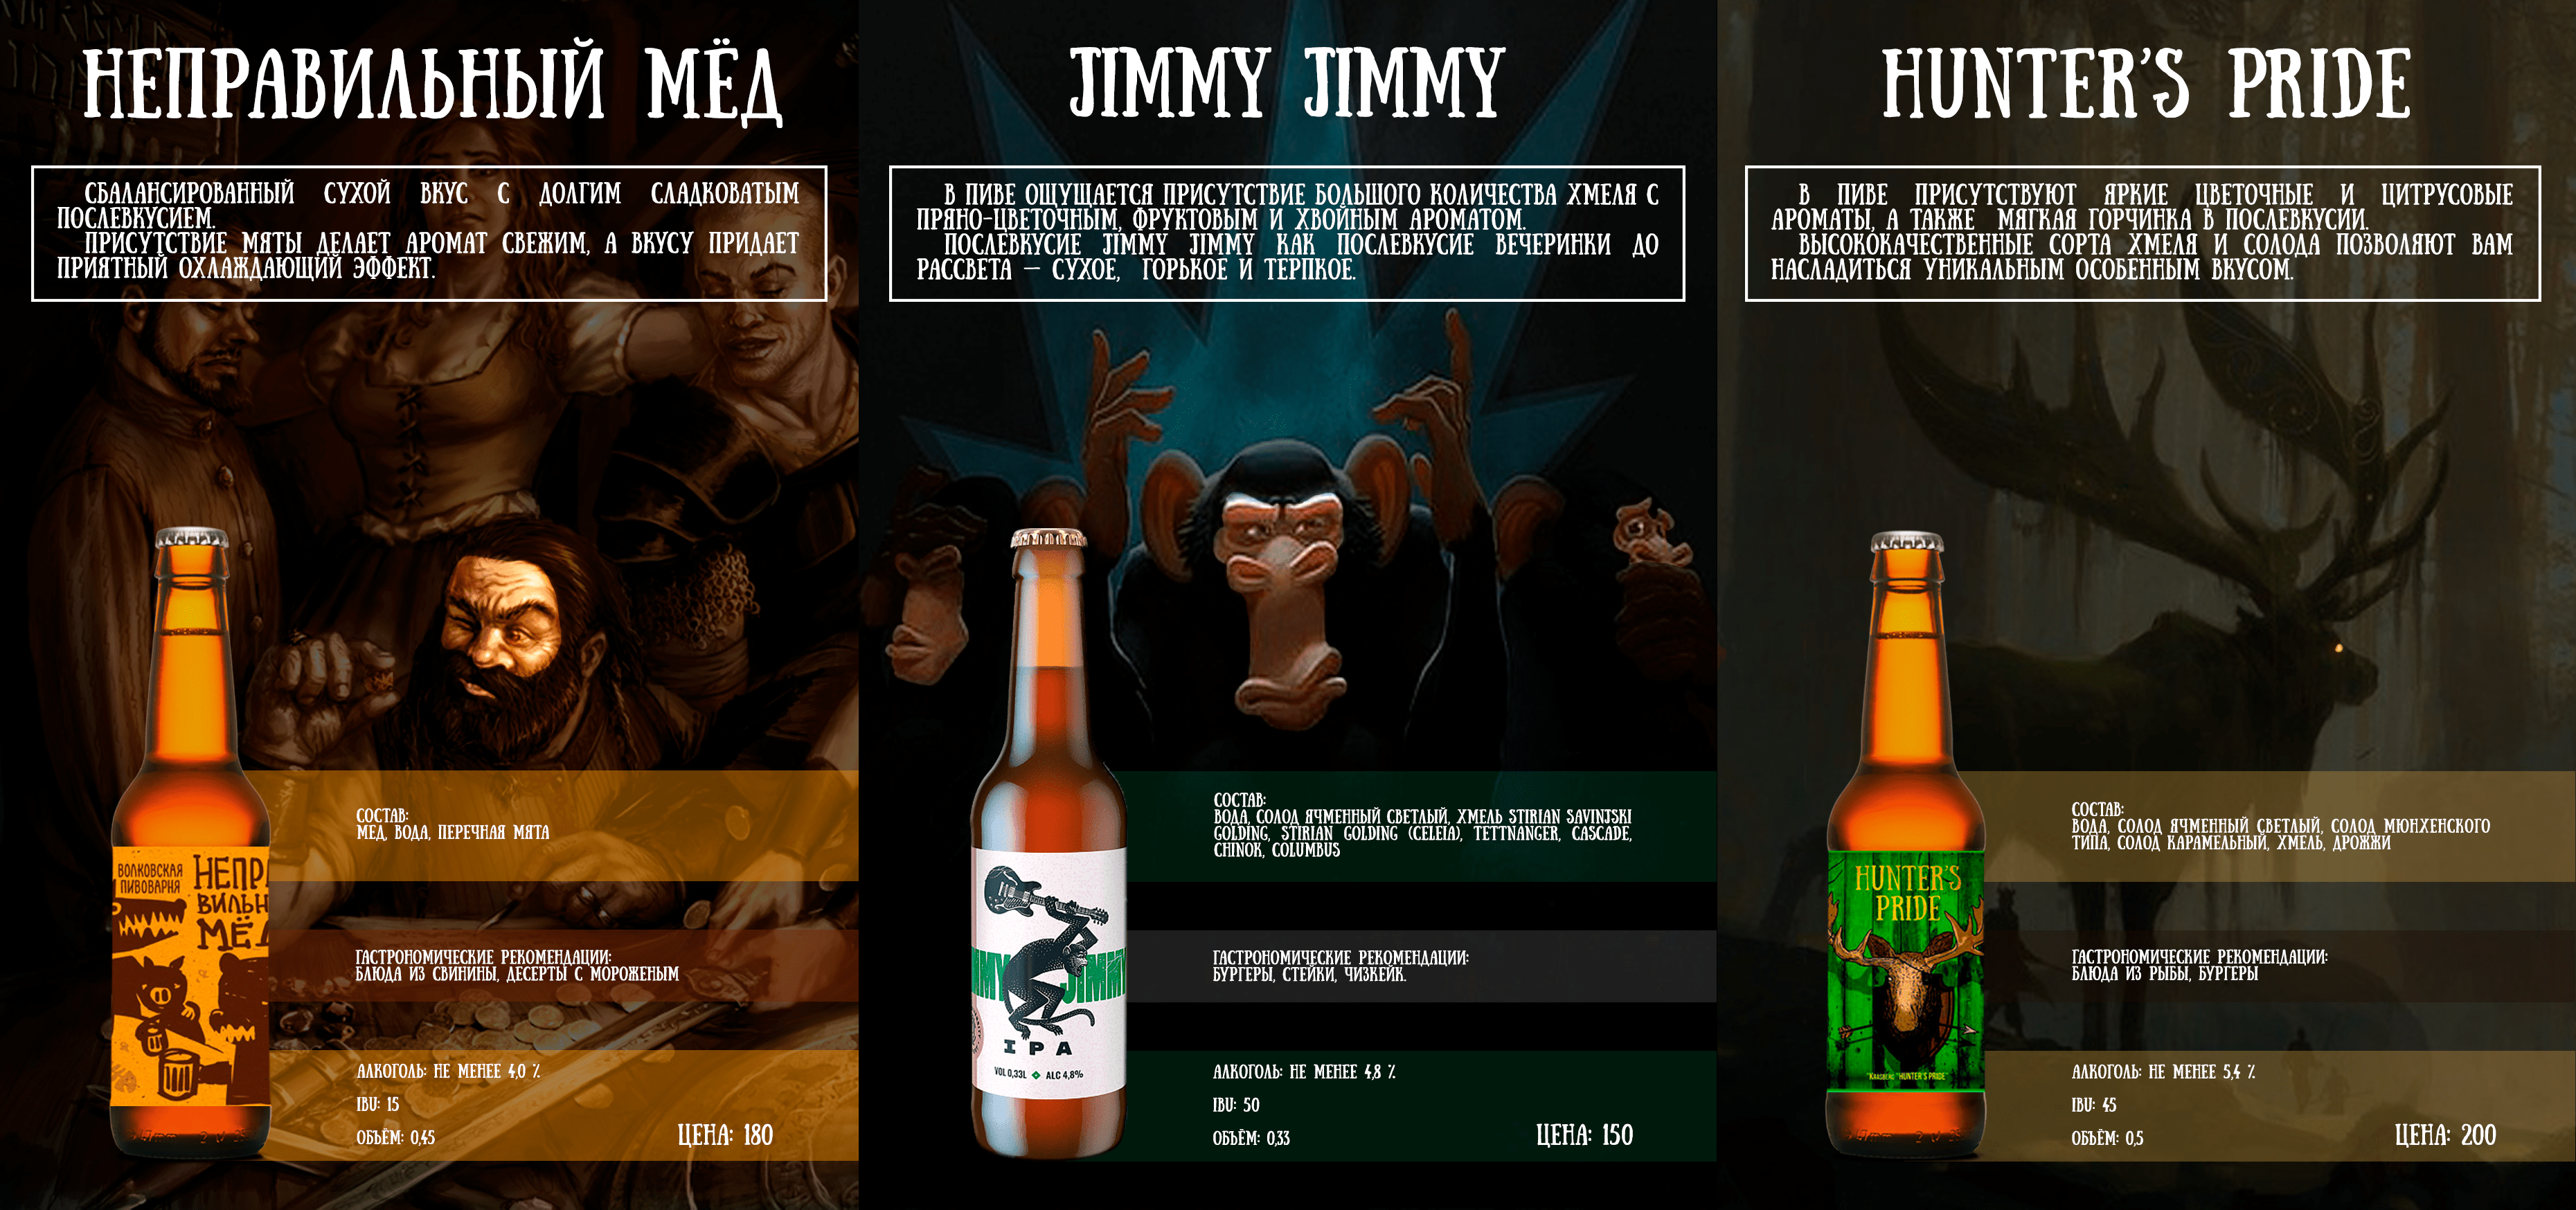 НЕПРАВИЛЬНЫЙ МЁД
СБАЛАНСИРОВАННЫЙ СУХОЙ ВКУС С ДОЛГИМ СЛАДКОВАТЫМ
ПОСЛЕВКУСИЕМ.
ПРИСУТСТВИЕ МЯТЫ ДЕЛАЕТ АРОМАТ СВЕЖИМ, А ВКУСУ ПРИДАЕТ
ПРИЯТНЫЙ ОХЛАЖДАЮЩИЙ ЭФФЕКТ.
ВОЛКОВСКАЯ
ПИВОВАРНЯ
НЕПР
ВИЛЬН
МЁД
СОСТАВ:
МЕД, ВОДА, ПЕРЕЧНАЯ МЯТА
ГАСТРОНОМИЧЕСКИЕ РЕКОМЕНДАЦИИ:
БЛЮДА ИЗ СВИНИНЫ, ДЕСЕРТЫ С МОРОЖЕНЫМ
АЛКОГОЛЬ: НЕ МЕНЕЕ 4,0 %
IBU: 15
ОБЪЁМ: 0,45
ЦЕНА: 180
JIMMY JIMMY
В ПИВЕ ОЩУЩАЕТСЯ ПРИСУТСТВИЕ БОЛЬШОГО КОЛИЧЕСТВА ХМЕЛЯ С
ПРЯНО-ЦВЕТОЧНЫМ, ФРУКТОВЫМ И ХВОЙНЫМ АРОМАТОМ.
ПОСЛЕВКУСИЕ JIMMY JIMMY КАК ПОСЛЕВКУСИЕ ВЕЧЕРИНКИ ДО
РАССВЕТА – СУХОЕ, ГОРЬКОЕ И ТЕРПКОЕ.
MY JIMMY
IPA
VOL 0,33L ALC 4,8%
СОСТАВ:
ВОДА, СОЛОД ЯЧМЕННЫЙ СВЕТЛЫЙ, ХМЕЛЬ STIRIAN SAVINJSKI
GOLDING, STIRIAN GOLDING (CELEIA), TETTNANGER, CASCADE,
CHINOK, COLUMBUS
ГАСТРОНОМИЧЕСКИЕ РЕКОМЕНДАЦИИ:
БУРГЕРЫ, СТЕЙКИ, ЧИЗКЕЙК.
АЛКОГОЛЬ: НЕ МЕНЕЕ 4,8 %
IBU: 50
ОБЪЁМ: 0,33
ЦЕНА: 150
HUNTER'S PRIDE
В ПИВЕ ПРИСУТСТВУЮТ ЯРКИЕ ЦВЕТОЧНЫЕ И ЦИТРУСОВЫЕ
АРОМАТЫ, А ТАКЖЕ МЯГКАЯ ГОРЧИНКА В ПОСЛЕВКУСИИ.
ВЫСОКОКАЧЕСТВЕННЫЕ СОРТА ХМЕЛЯ И СОЛОДА ПОЗВОЛЯЮТ ВАМ
НАСЛАДИТЬСЯ УНИКАЛЬНЫМ ОСОБЕННЫМ ВКУСОМ.
HUNTER'S
PRIDE
"KRASBERG "HUNTER'S PRIDE"
СОСТАВ:
ВОДА, СОЛОД ЯЧМЕННЫЙ СВЕТЛЫЙ, СОЛОД МЮНХЕНСКОГО
ТИПА, СОЛОД КАРАМЕЛЬНЫЙ, ХМЕЛЬ, ДРОЖЖИ
ГАСТРОНОМИЧЕСКИЕ РЕКОМЕНДАЦИИ:
БЛЮДА ИЗ РЫБЫ, БУРГЕРЫ
АЛКОГОЛЬ: НЕ МЕНЕЕ 5,4 %
IBU: 45
ОБЪЁМ: 0,5
ЦЕНА: 200